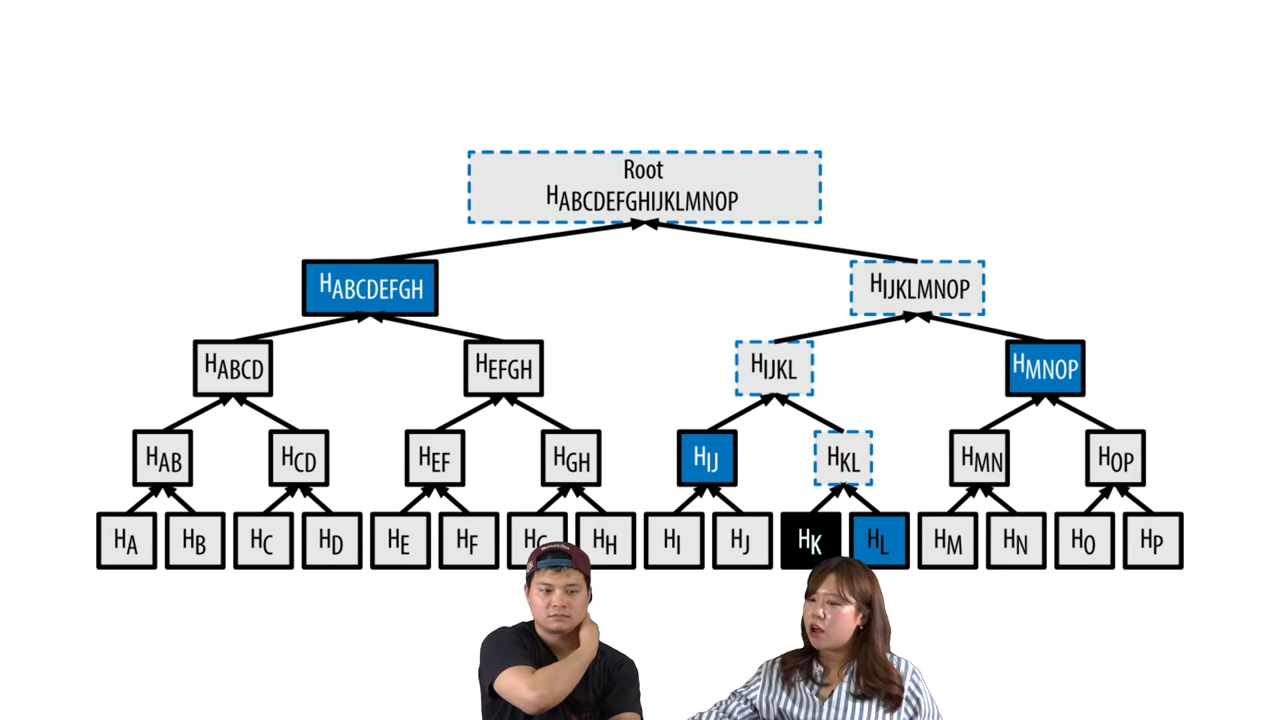 Root
HABCDEFGHIJKLMNOP
HABCDEFGH
HIJKLMNOP
HABCD
HEFGH
HIJKL
HMNOP
HAB
HCD
HEF
HGH
HIJ
HKL
HMN
HOP
HA
HB
HC
HD
HE
HF
HG
HH
HI
HJ
HK
HL
HM
HN
HO
HP